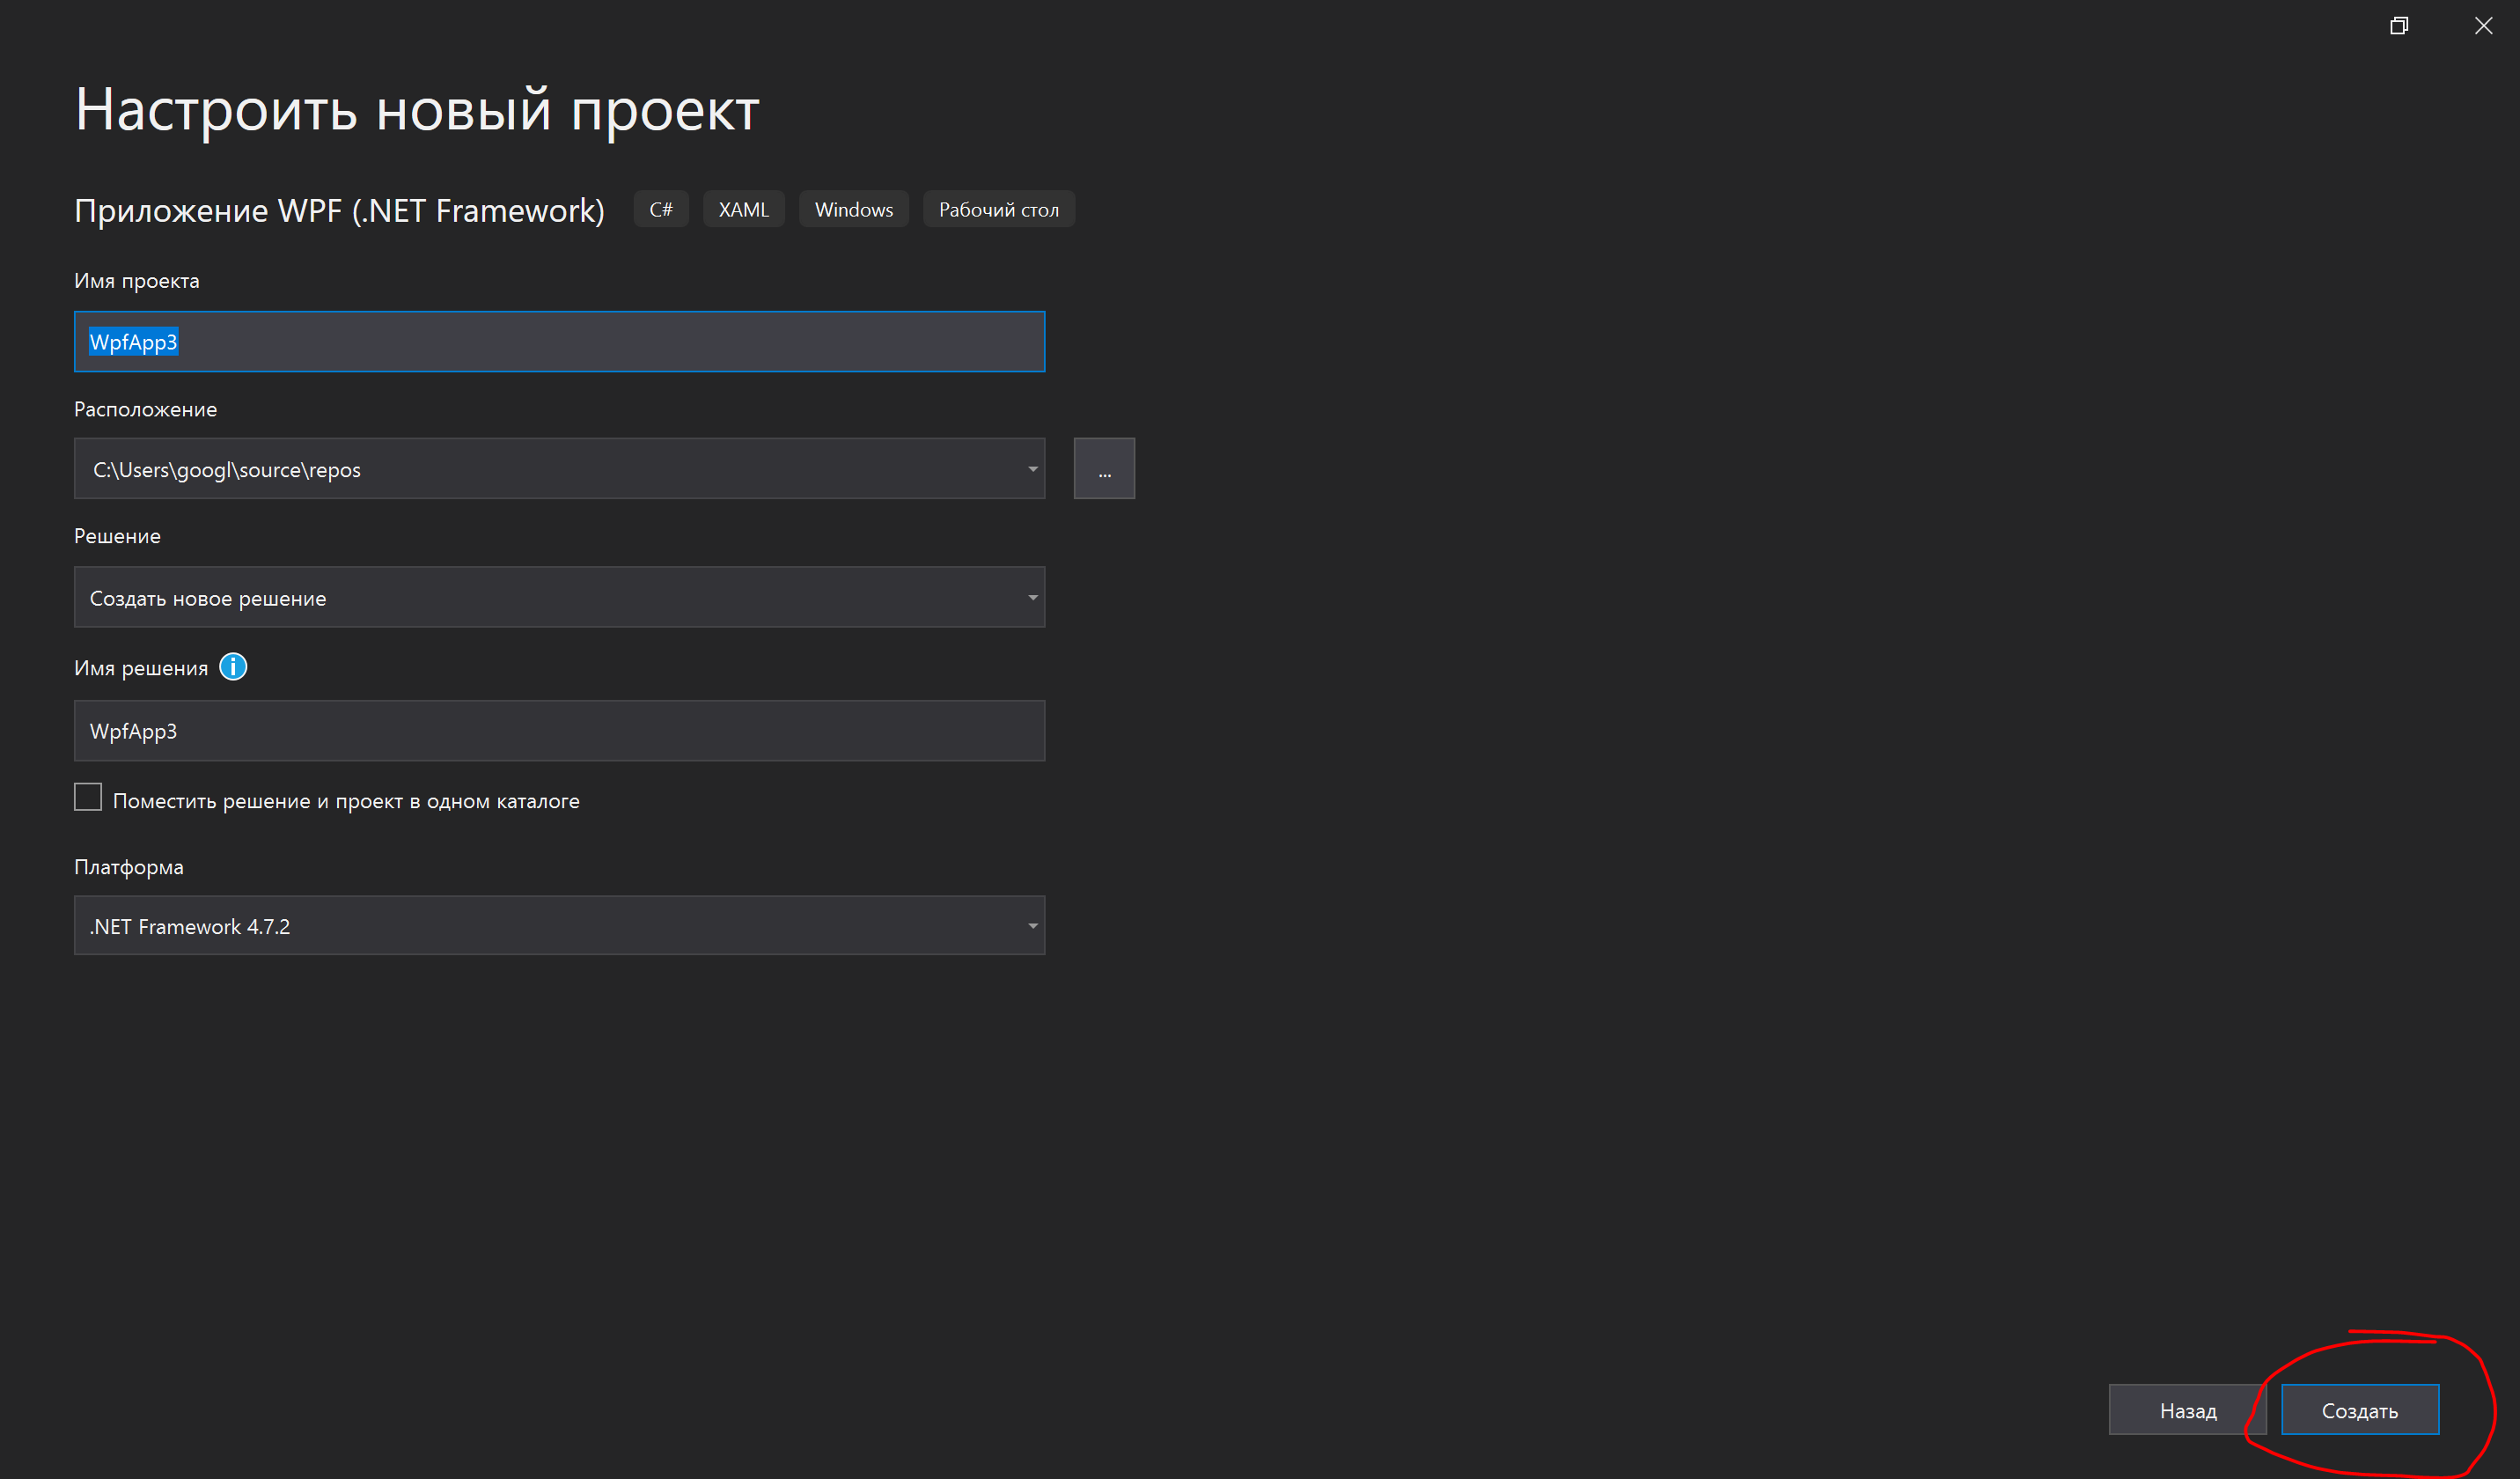 Настроить новый проект
Приложение WPF (.NET Framework) C# XAML Windows Рабочий стол
Имя проекта
WpfApp3
Расположение
C:\Users\googl\source\repos
...
Решение
Создать новое решение
Имя решения
WpfApp3
Поместить решение и проект в одном каталоге
Платформа
.NET Framework 4.7.2
Назад Создать